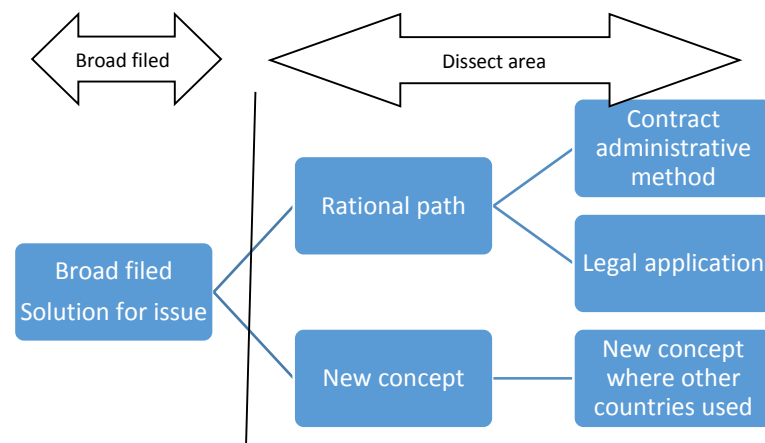 Broad filed
Dissect area
Contract
administrative
method
Rational path
Legal application
Broad filed
Solution for issue
New concept
New concept
where other
countries used